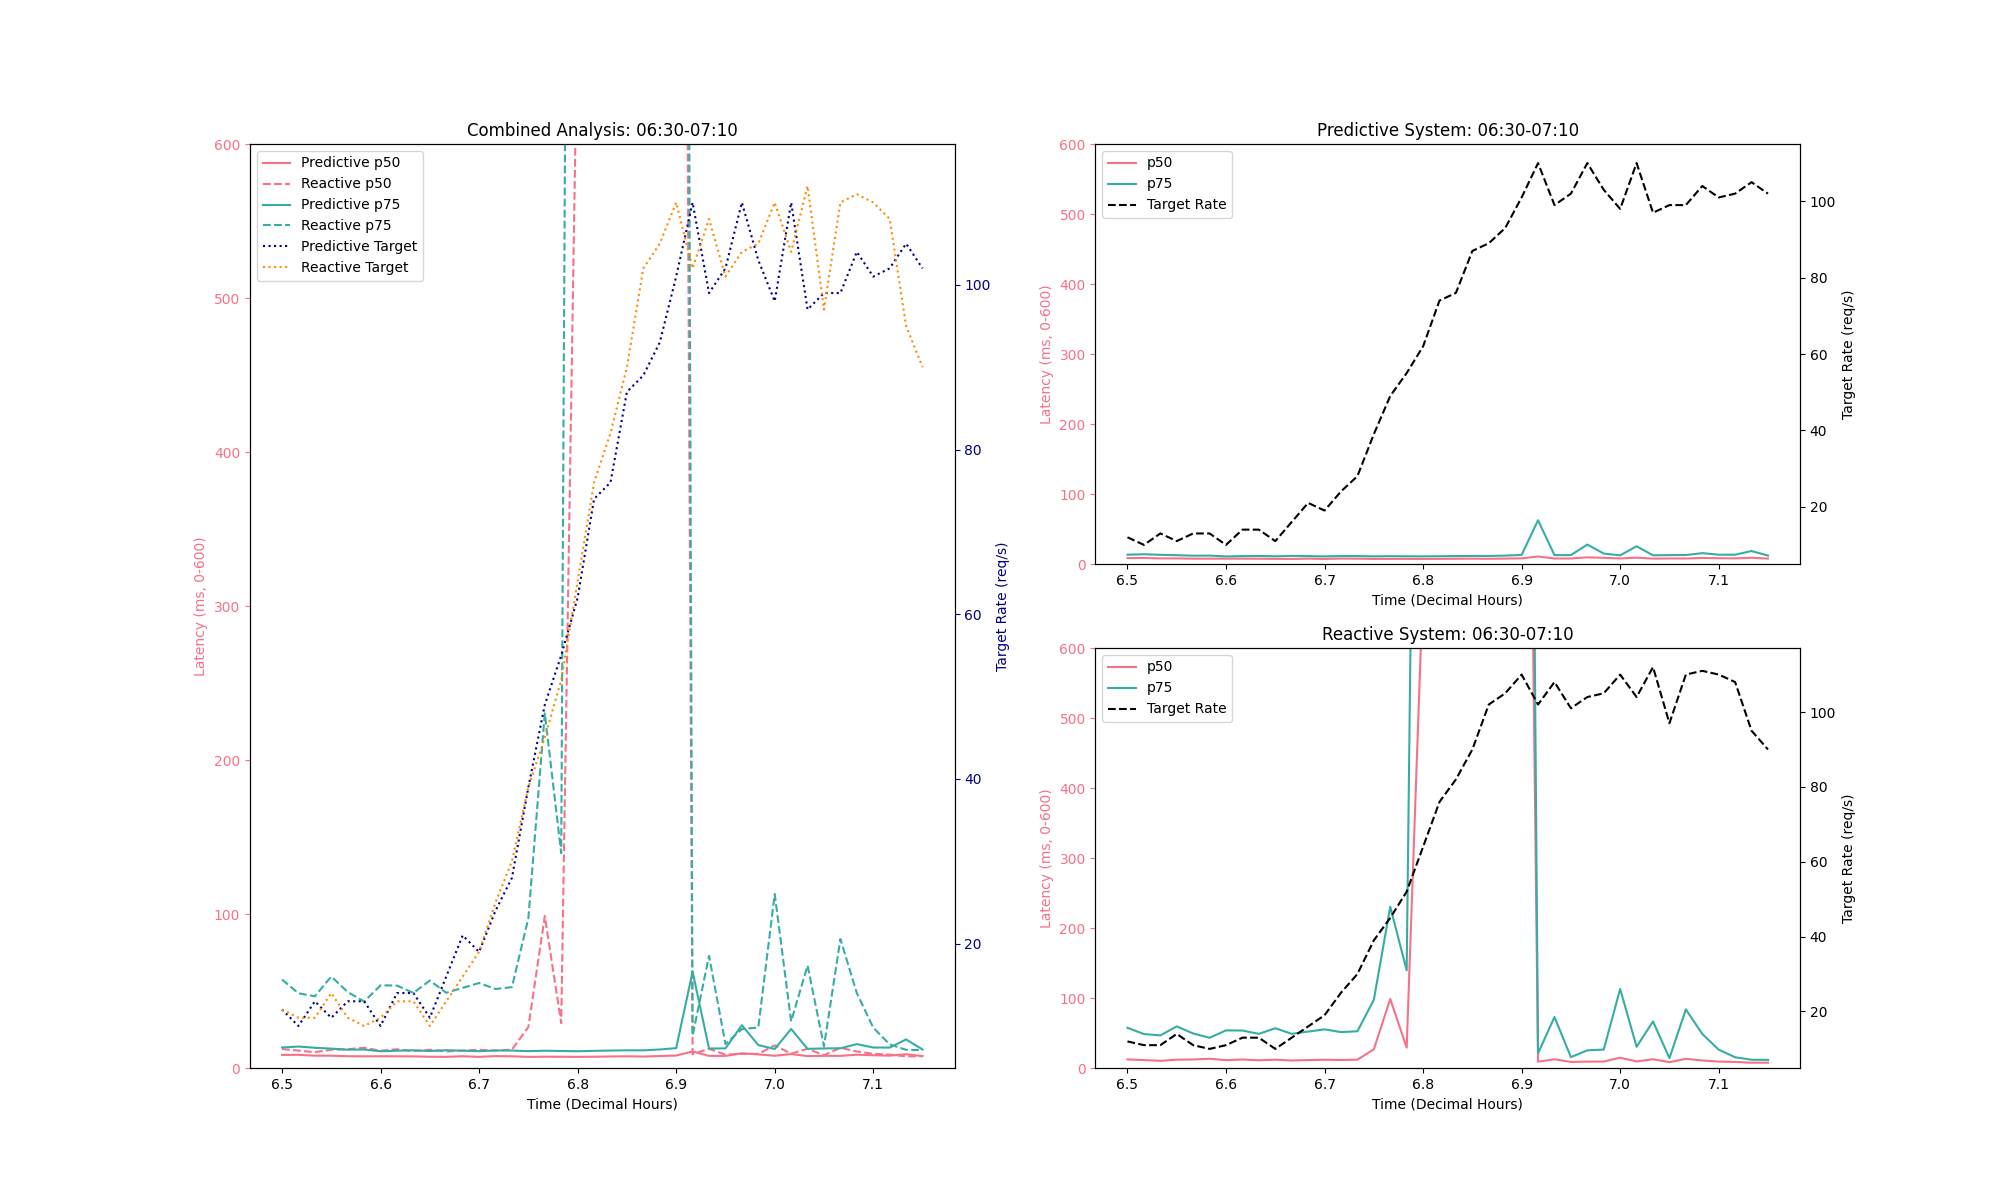 Combined Analysis: 06:30-07:10
Predictive p50
Reactive p50
Predictive p75
Reactive p75
Predictive Target
Reactive Target
600
500
400
300
200
100
0
Latency (ms, 0-600)
100
80
60
40
20
Target Rate (req/s)
6.5 6.6 6.7 6.8 6.9 7.0 7.1
Time (Decimal Hours)
Predictive System: 06:30-07:10
p50
p75
Target Rate
600
500
400
300
200
100
0
Latency (ms, 0-600)
100
80
60
40
20
Target Rate (req/s)
6.5 6.6 6.7 6.8 6.9 7.0 7.1
Time (Decimal Hours)
Reactive System: 06:30-07:10
p50
p75
Target Rate
600
500
400
300
200
100
0
Latency (ms, 0-600)
100
80
60
40
20
Target Rate (req/s)
6.5 6.6 6.7 6.8 6.9 7.0 7.1
Time (Decimal Hours)